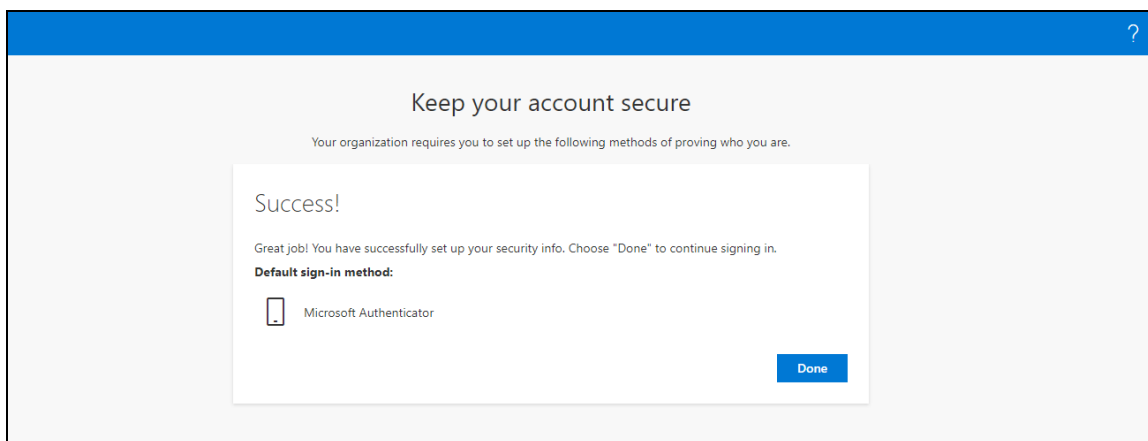 ?
Keep your account secure
Your organization requires you to set up the following methods of proving who you are.
Success!
Great job! You have successfully set up your security info. Choose "Done" to continue signing in.
Default sign-in method:
Microsoft Authenticator
Done